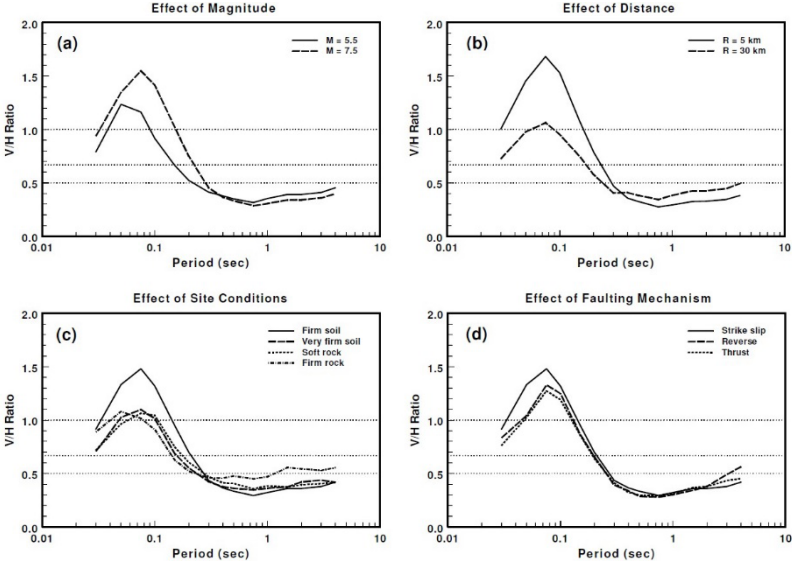 Effect of Magnitude
(a)
M = 5.5
M = 7.5
V/H Ratio
2.0
1.5
1.0
0.5
0.0
0.01
0.1
1
10
Period (sec)
Effect of Distance
(b)
R = 5 km
R = 30 km
V/H Ratio
2.0
1.5
1.0
0.5
0.0
0.01
0.1
1
10
Period (sec)
Effect of Site Conditions
(c)
Firm soil
Very firm soil
Soft rock
Firm rock
V/H Ratio
2.0
1.5
1.0
0.5
0.0
0.01
0.1
1
10
Period (sec)
Effect of Faulting Mechanism
(d)
Strike slip
Reverse
Thrust
V/H Ratio
2.0
1.5
1.0
0.5
0.0
0.01
0.1
1
10
Period (sec)